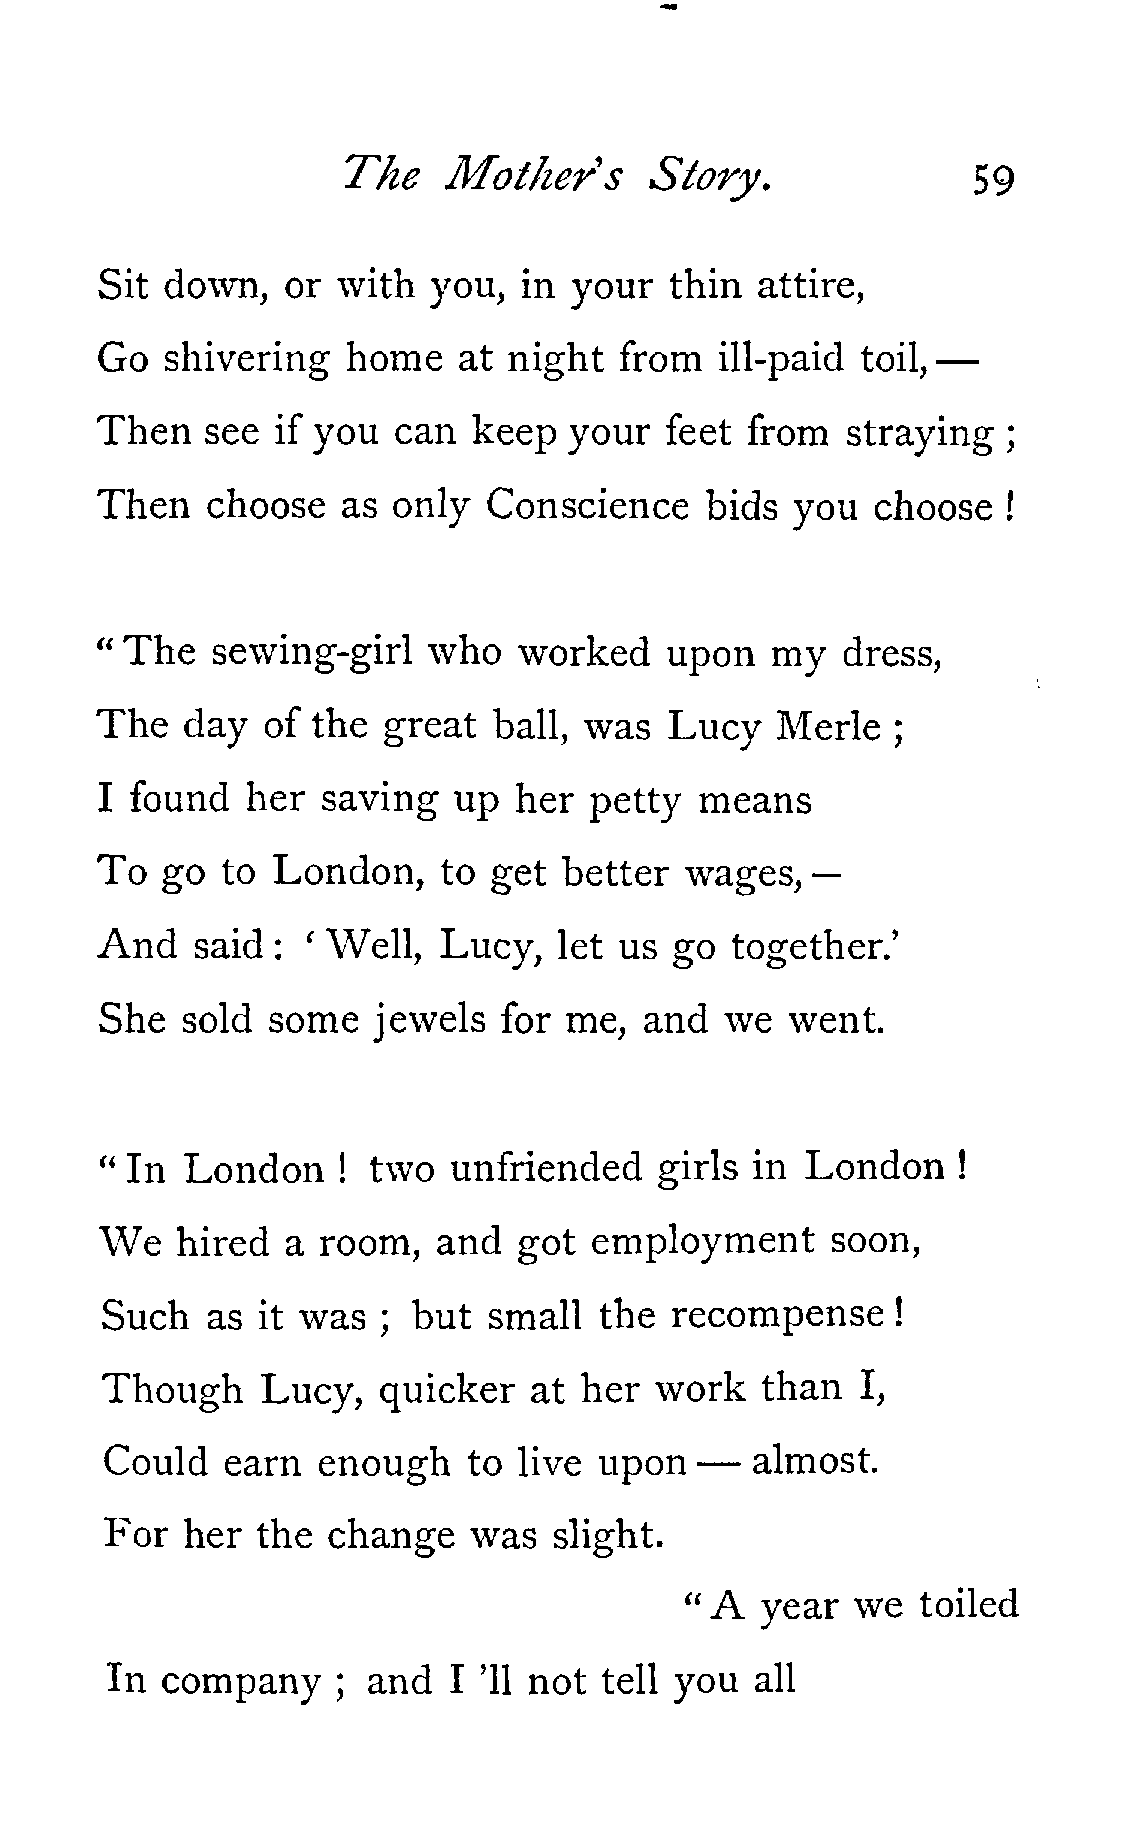 The Mother's Story. 59
Sit down, or with you, in your thin attire,
Go shivering home at night from ill-paid toil, —
Then see if you can keep your feet from straying ;
Then choose as only Conscience bids you choose !
“ The sewing-girl who worked upon my dress,
The day of the great ball, was Lucy Merle ;
I found her saving up her petty means
To go to London, to get better wages, —
And said : ‘ Well, Lucy, let us go together.’
She sold some jewels for me, and we went.
“ In London ! two unfriended girls in London !
We hired a room, and got employment soon,
Such as it was ; but small the recompense !
Though Lucy, quicker at her work than I,
Could earn enough to live upon — almost.
For her the change was slight.
“ A year we toiled
In company ; and I ’ll not tell you all